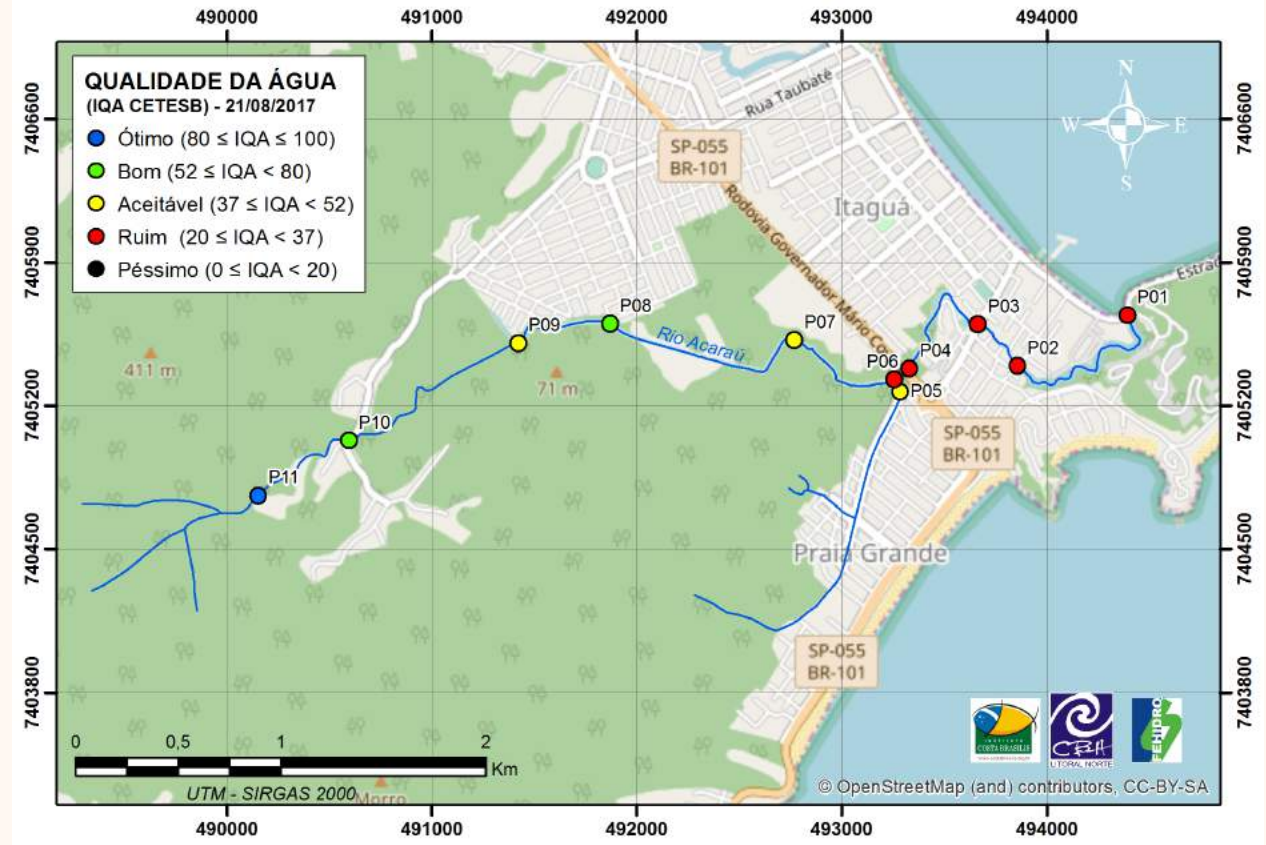 490000 491000 492000 493000 494000
QUALIDADE DA ÁGUA
(IQA CETESB) - 21/08/2017
Ótimo (80 ≤ IQA ≤ 100)
Bom (52 ≤ IQA < 80)
Aceitável (37 ≤ IQA < 52)
Ruim (20 ≤ IQA < 37)
Péssimo (0 ≤ IQA < 20)
Rua Taubaté
N
W E
S
7406600 7406600
SP-055
BR-101
Itaguá
Rodovia Governador Mário Co
7405900 7405900
Estrad
P01
P03
P08
P07
P09
Rio Acaraú
P04
P02
P06
P05
411 m
71 m
7405200 7405200
P10
SP-055
BR-101
P11
7404500 7404500
Praia Grande
SP-055
BR-101
7403800 7403800
0 0,5 1 2
Km
UTM - SIRGAS 2000
Morro
COSTA BRASILIS
CBH
LITORAL NORTE
FEHIDRO
© OpenStreetMap (and) contributors, CC-BY-SA
490000 491000 492000 493000 494000